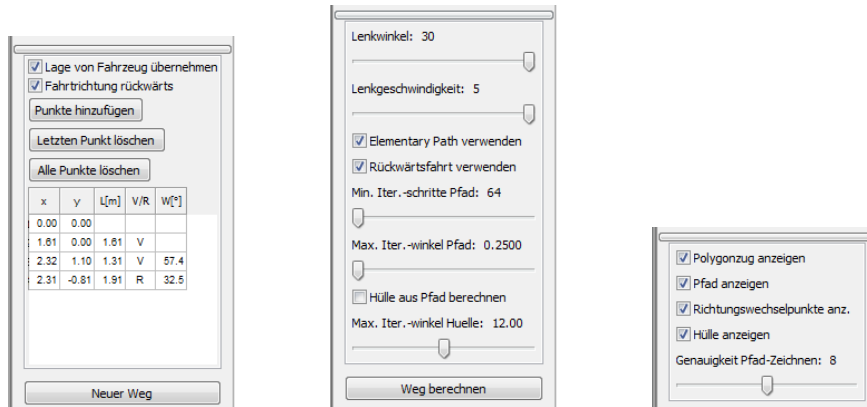 Lage von Fahrzeug übernehmen
Fahrtrichtung rückwärts
Punkte hinzufügen
Letzten Punkt löschen
Alle Punkte löschen
x y L[m] V/R W[°]
0.00 0.00
1.61 0.00 1.61 V
2.32 1.10 1.31 V 57.4
2.31 -0.81 1.91 R 32.5
Neuer Weg
Lenkwinkel: 30
Lenkgeschwindigkeit: 5
Elementary Path verwenden
Rückwärtsfahrt verwenden
Min. Iter.-schritte Pfad: 64
Max. Iter.-winkel Pfad: 0.2500
Hülle aus Pfad berechnen
Max. Iter.-winkel Huelle: 12.00
Weg berechnen
Polygonzug anzeigen
Pfad anzeigen
Richtungswechselpunkte anz.
Hülle anzeigen
Genauigkeit Pfad-Zeichnen: 8